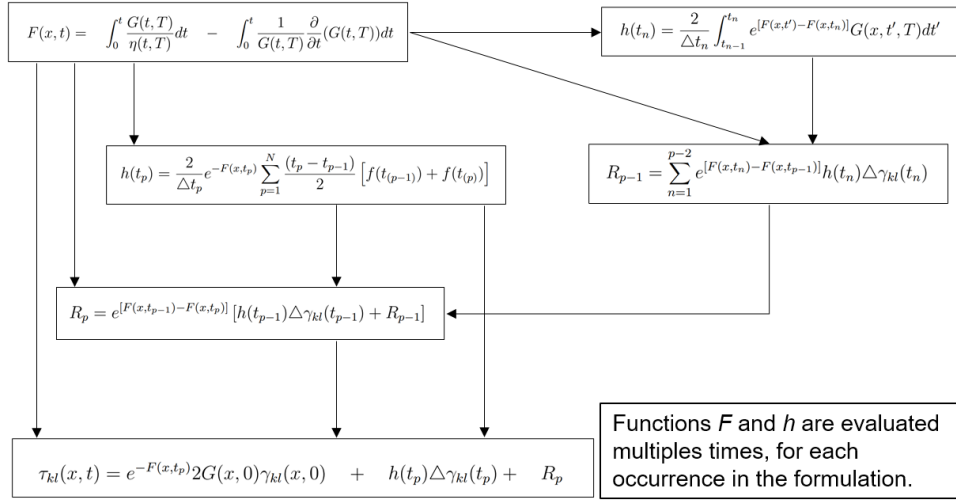 F(x,t) = ∫_0^t G(t,T)/η(t,T) dt − ∫_0^t 1/G(t,T) ∂/∂t (G(t,T))dt
h(t_n) = 2/△t_n ∫_{t_{n−1}}^{t_n} e^{[F(x,t′)−F(x,t_n)]} G(x,t′,T)dt′
h(t_p) = 2/△t_p e^{−F(x,t_p)} ∑_{p=1}^{N} (t_p − t_{p−1})/2 [f(t_{(p−1)}) + f(t_{(p)})]
R_{p−1} = ∑_{n=1}^{p−2} e^{[F(x,t_n)−F(x,t_{p−1})]} h(t_n)△γ_{kl}(t_n)
R_p = e^{[F(x,t_{p−1})−F(x,t_p)]} [h(t_{p−1})△γ_{kl}(t_{p−1}) + R_{p−1}]
τ_{kl}(x,t) = e^{−F(x,t_p)} 2G(x,0)γ_{kl}(x,0) + h(t_p)△γ_{kl}(t_p) + R_p
Functions F and h are evaluated
multiples times, for each
occurrence in the formulation.